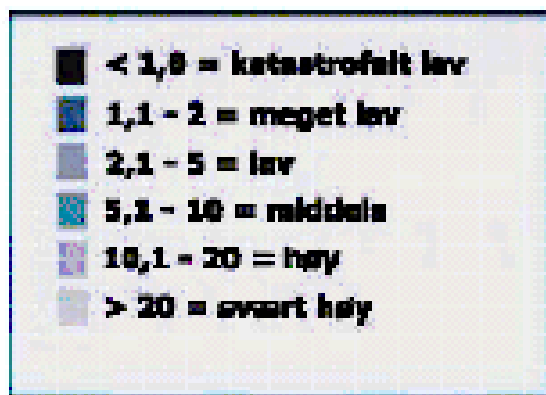 < 1,0 = katastrofalt lav
1,1 - 2 = meget lav
2,1 - 5 = lav
5,1 - 10 = middels
10,1 - 20 = høy
> 20 = svært høy